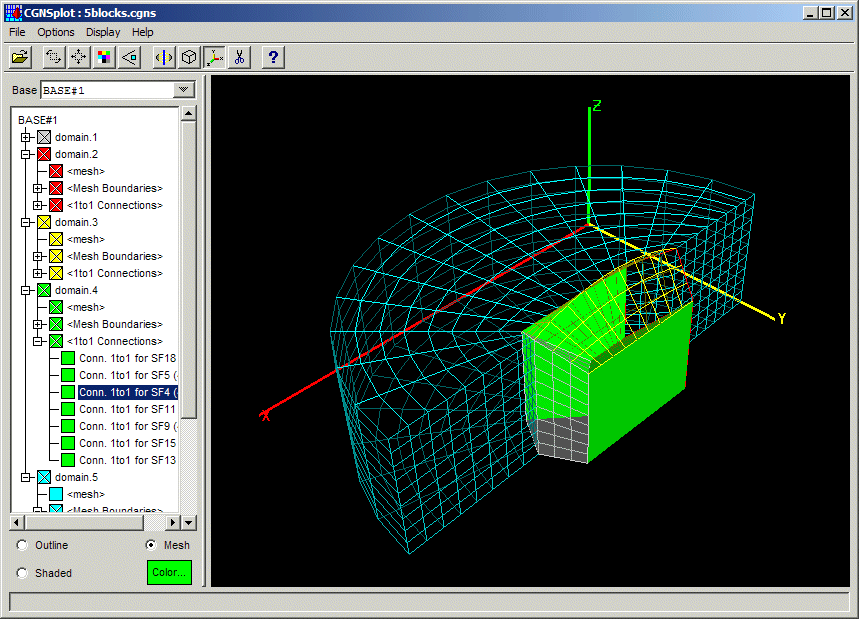 CGNSplot : 5blocks.cgns
File Options Display Help
?
Base BASE#1
BASE#1
domain.1
domain.2
<mesh>
<Mesh Boundaries>
<1to1 Connections>
domain.3
<mesh>
<Mesh Boundaries>
<1to1 Connections>
domain.4
<mesh>
<Mesh Boundaries>
<1to1 Connections>
Conn. 1to1 for SF18
Conn. 1to1 for SF5 (
Conn. 1to1 for SF4 (
Conn. 1to1 for SF11
Conn. 1to1 for SF9 (
Conn. 1to1 for SF15
Conn. 1to1 for SF13
domain.5
<mesh>
<Mesh Boundaries>
Outline
Mesh
Shaded
Color...
Z
Y
X